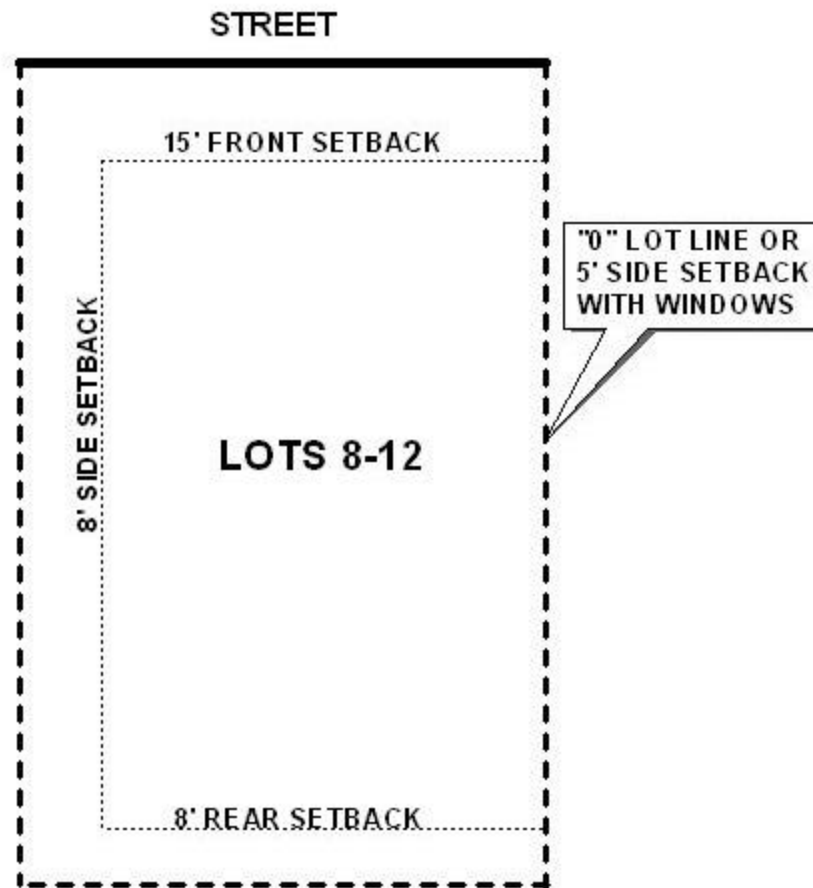 STREET
15' FRONT SETBACK
"0" LOT LINE OR
5' SIDE SETBACK
WITH WINDOWS
8' SIDE SETBACK
LOTS 8-12
8' REAR SETBACK